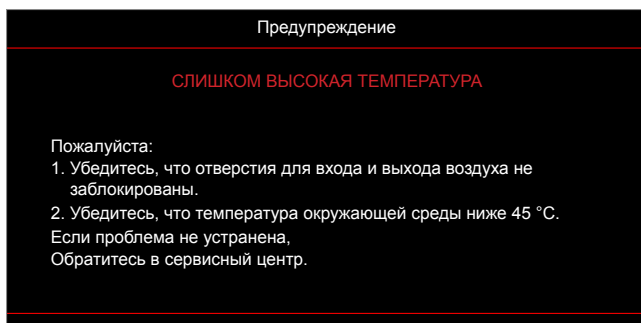 Предупреждение
СЛИШКОМ ВЫСОКАЯ ТЕМПЕРАТУРА
Пожалуйста:
1. Убедитесь, что отверстия для входа и выхода воздуха не
заблокированы.
2. Убедитесь, что температура окружающей среды ниже 45 °C.
Если проблема не устранена,
Обратитесь в сервисный центр.